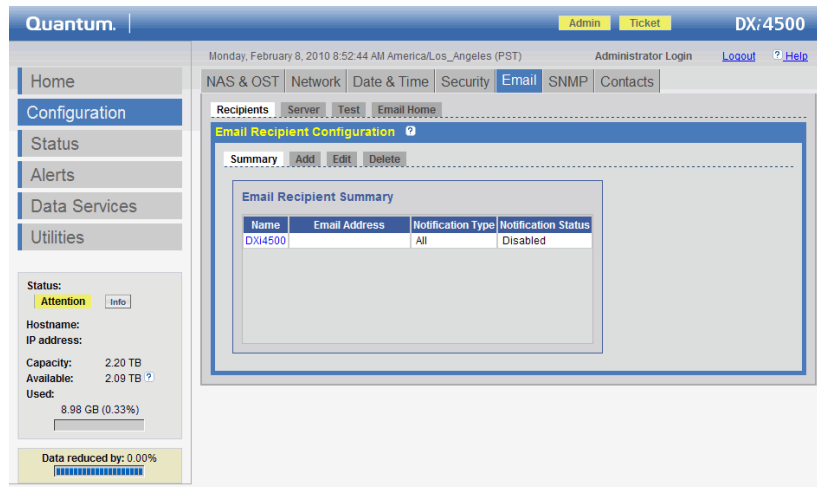 Quantum.
Admin Ticket DXi4500
Monday, February 8, 2010 8:52:44 AM America/Los_Angeles (PST) Administrator Login Logout ? Help
Home
Configuration
Status
Alerts
Data Services
Utilities
NAS & OST Network Date & Time Security Email SNMP Contacts
Recipients Server Test Email Home
Email Recipient Configuration ?
Summary Add Edit Delete
Email Recipient Summary
Name Email Address Notification Type Notification Status
DXi4500 All Disabled
Status:
Attention Info
Hostname:
IP address:
Capacity: 2.20 TB
Available: 2.09 TB ?
Used:
8.98 GB (0.33%)
Data reduced by: 0.00%